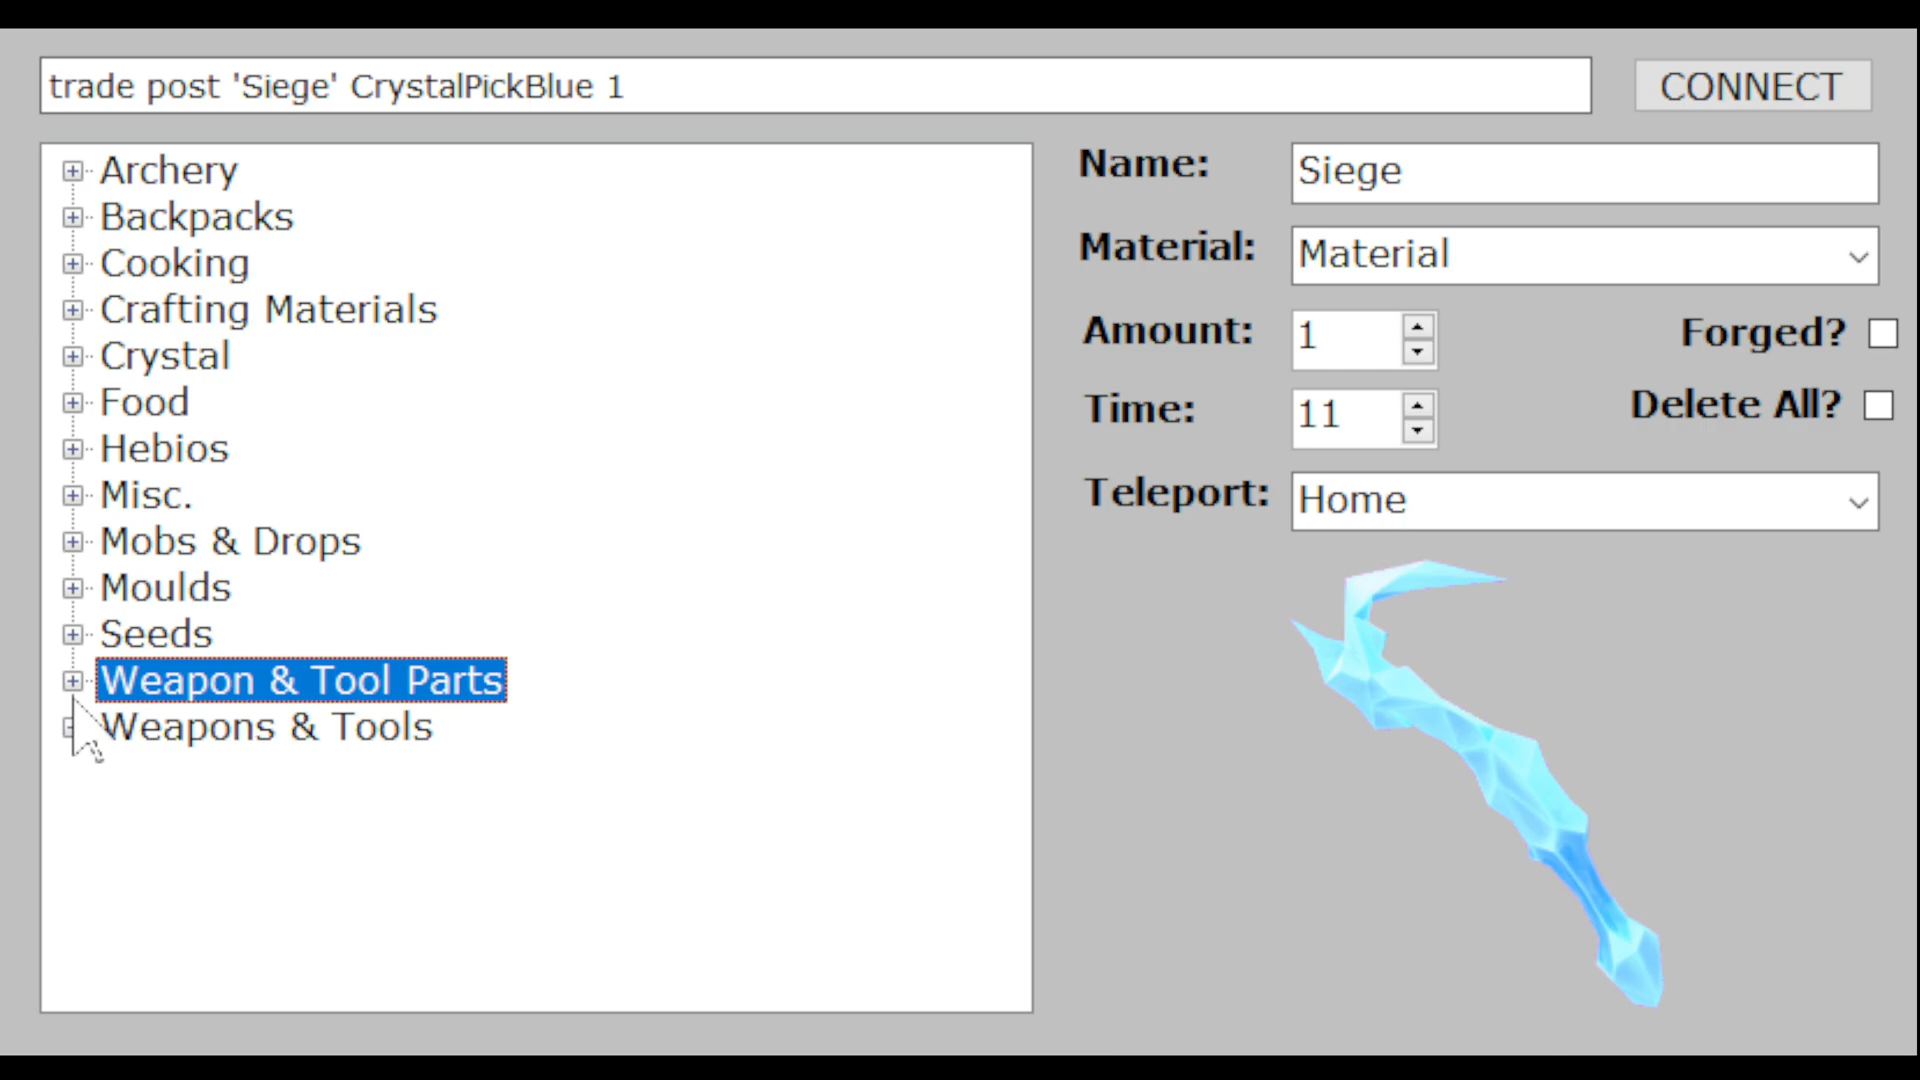 trade post 'Siege' CrystalPickBlue 1
CONNECT
Archery
Backpacks
Cooking
Crafting Materials
Crystal
Food
Hebios
Misc.
Mobs & Drops
Moulds
Seeds
Weapon & Tool Parts
Weapons & Tools
Name: Siege
Material: Material
Amount: 1
Forged?
Time: 11
Delete All?
Teleport: Home